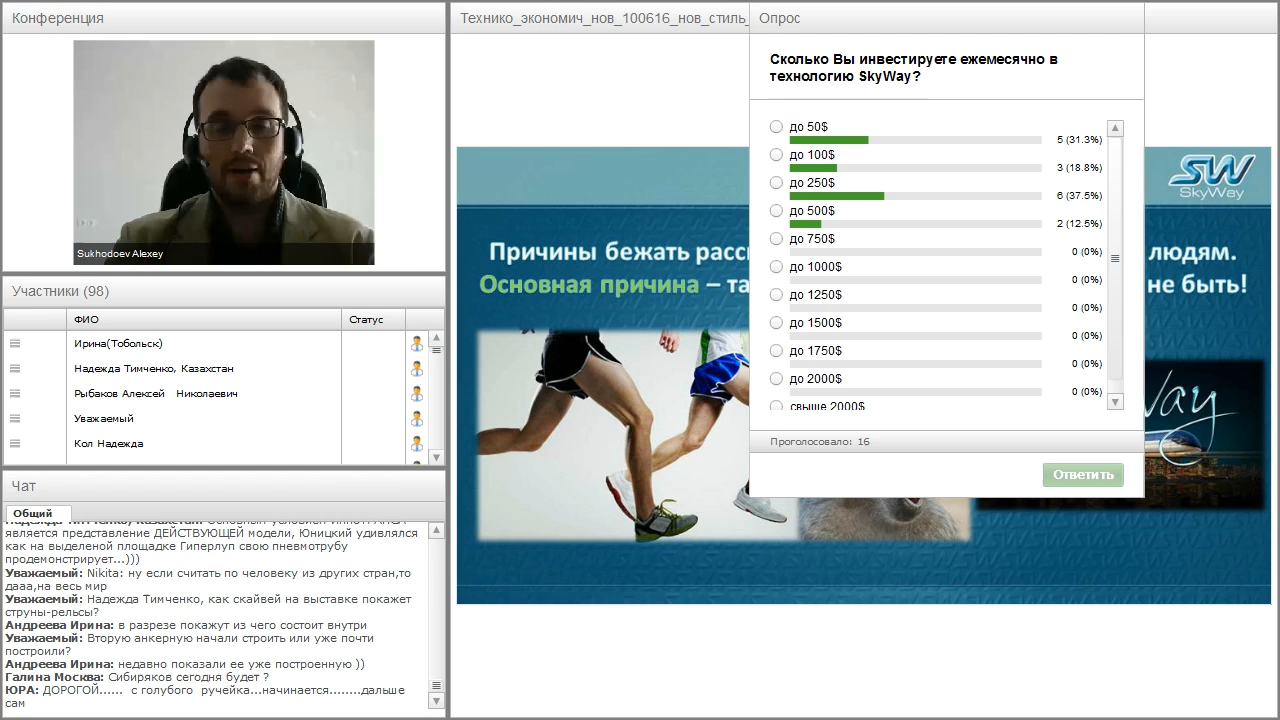 Конференция
Sukhodoev Alexey
Участники (98)
ФИО Статус
Ирина(Тобольск)
Надежда Тимченко, Казахстан
Рыбаков Алексей Николаевич
Уважаемый
Кол Надежда
Чат
Общий
является представление ДЕЙСТВУЮЩЕЙ модели, Юницкий удивлялся
как на выделеной площадке Гиперлуп свою пневмотрубу
продемонстрирует...)))
Уважаемый: Nikita: ну если считать по человеку из других стран,то
дааа,на весь мир
Уважаемый: Надежда Тимченко, как скайвей на выставке покажет
струны-рельсы?
Андреева Ирина: в разрезе покажут из чего состоит внутри
Уважаемый: Вторую анкерную начали строить или уже почти
построили?
Андреева Ирина: недавно показали ее уже построенную ))
Галина Москва: Сибиряков сегодня будет ?
ЮРА: ДОРОГОЙ...... с голубого ручейка...начинается.......дальше
сам
Технико_экономич_нов_100616_нов_стиль_
SW
SkyWay
Причины бежать расс людям.
Основная причина – та не быть!
Way
Опрос
Сколько Вы инвестируете ежемесячно в
технологию SkyWay?
до 50$
5 (31.3%)
до 100$
3 (18.8%)
до 250$
6 (37.5%)
до 500$
2 (12.5%)
до 750$
0 (0%)
до 1000$
0 (0%)
до 1250$
0 (0%)
до 1500$
0 (0%)
до 1750$
0 (0%)
до 2000$
0 (0%)
свыше 2000$
Проголосовало: 16
Ответить